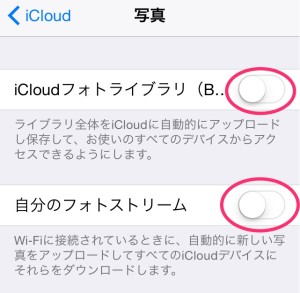 iCloud 写真
iCloudフォトライブラリ（B...
ライブラリ全体をiCloudに自動的にアップロード
し保存して、お使いのすべてのデバイスからアク
セスできるようにします。
自分のフォトストリーム
Wi-Fiに接続されているときに、自動的に新しい写
真をアップロードしてすべてのiCloudデバイスに
それらをダウンロードします。